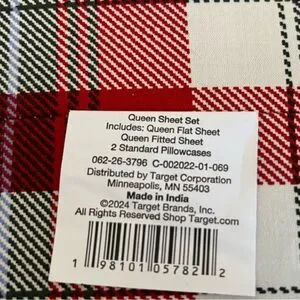 Queen Sheet Set
Includes: Queen Flat Sheet
Queen Fitted Sheet
2 Standard Pillowcases
062-26-3796 C-002022-01-069
Distributed by Target Corporation
Minneapolis, MN 55403
Made in India
©2024 Target Brands, Inc.
All Rights Reserved Shop Target.com
1 98101 05782 2